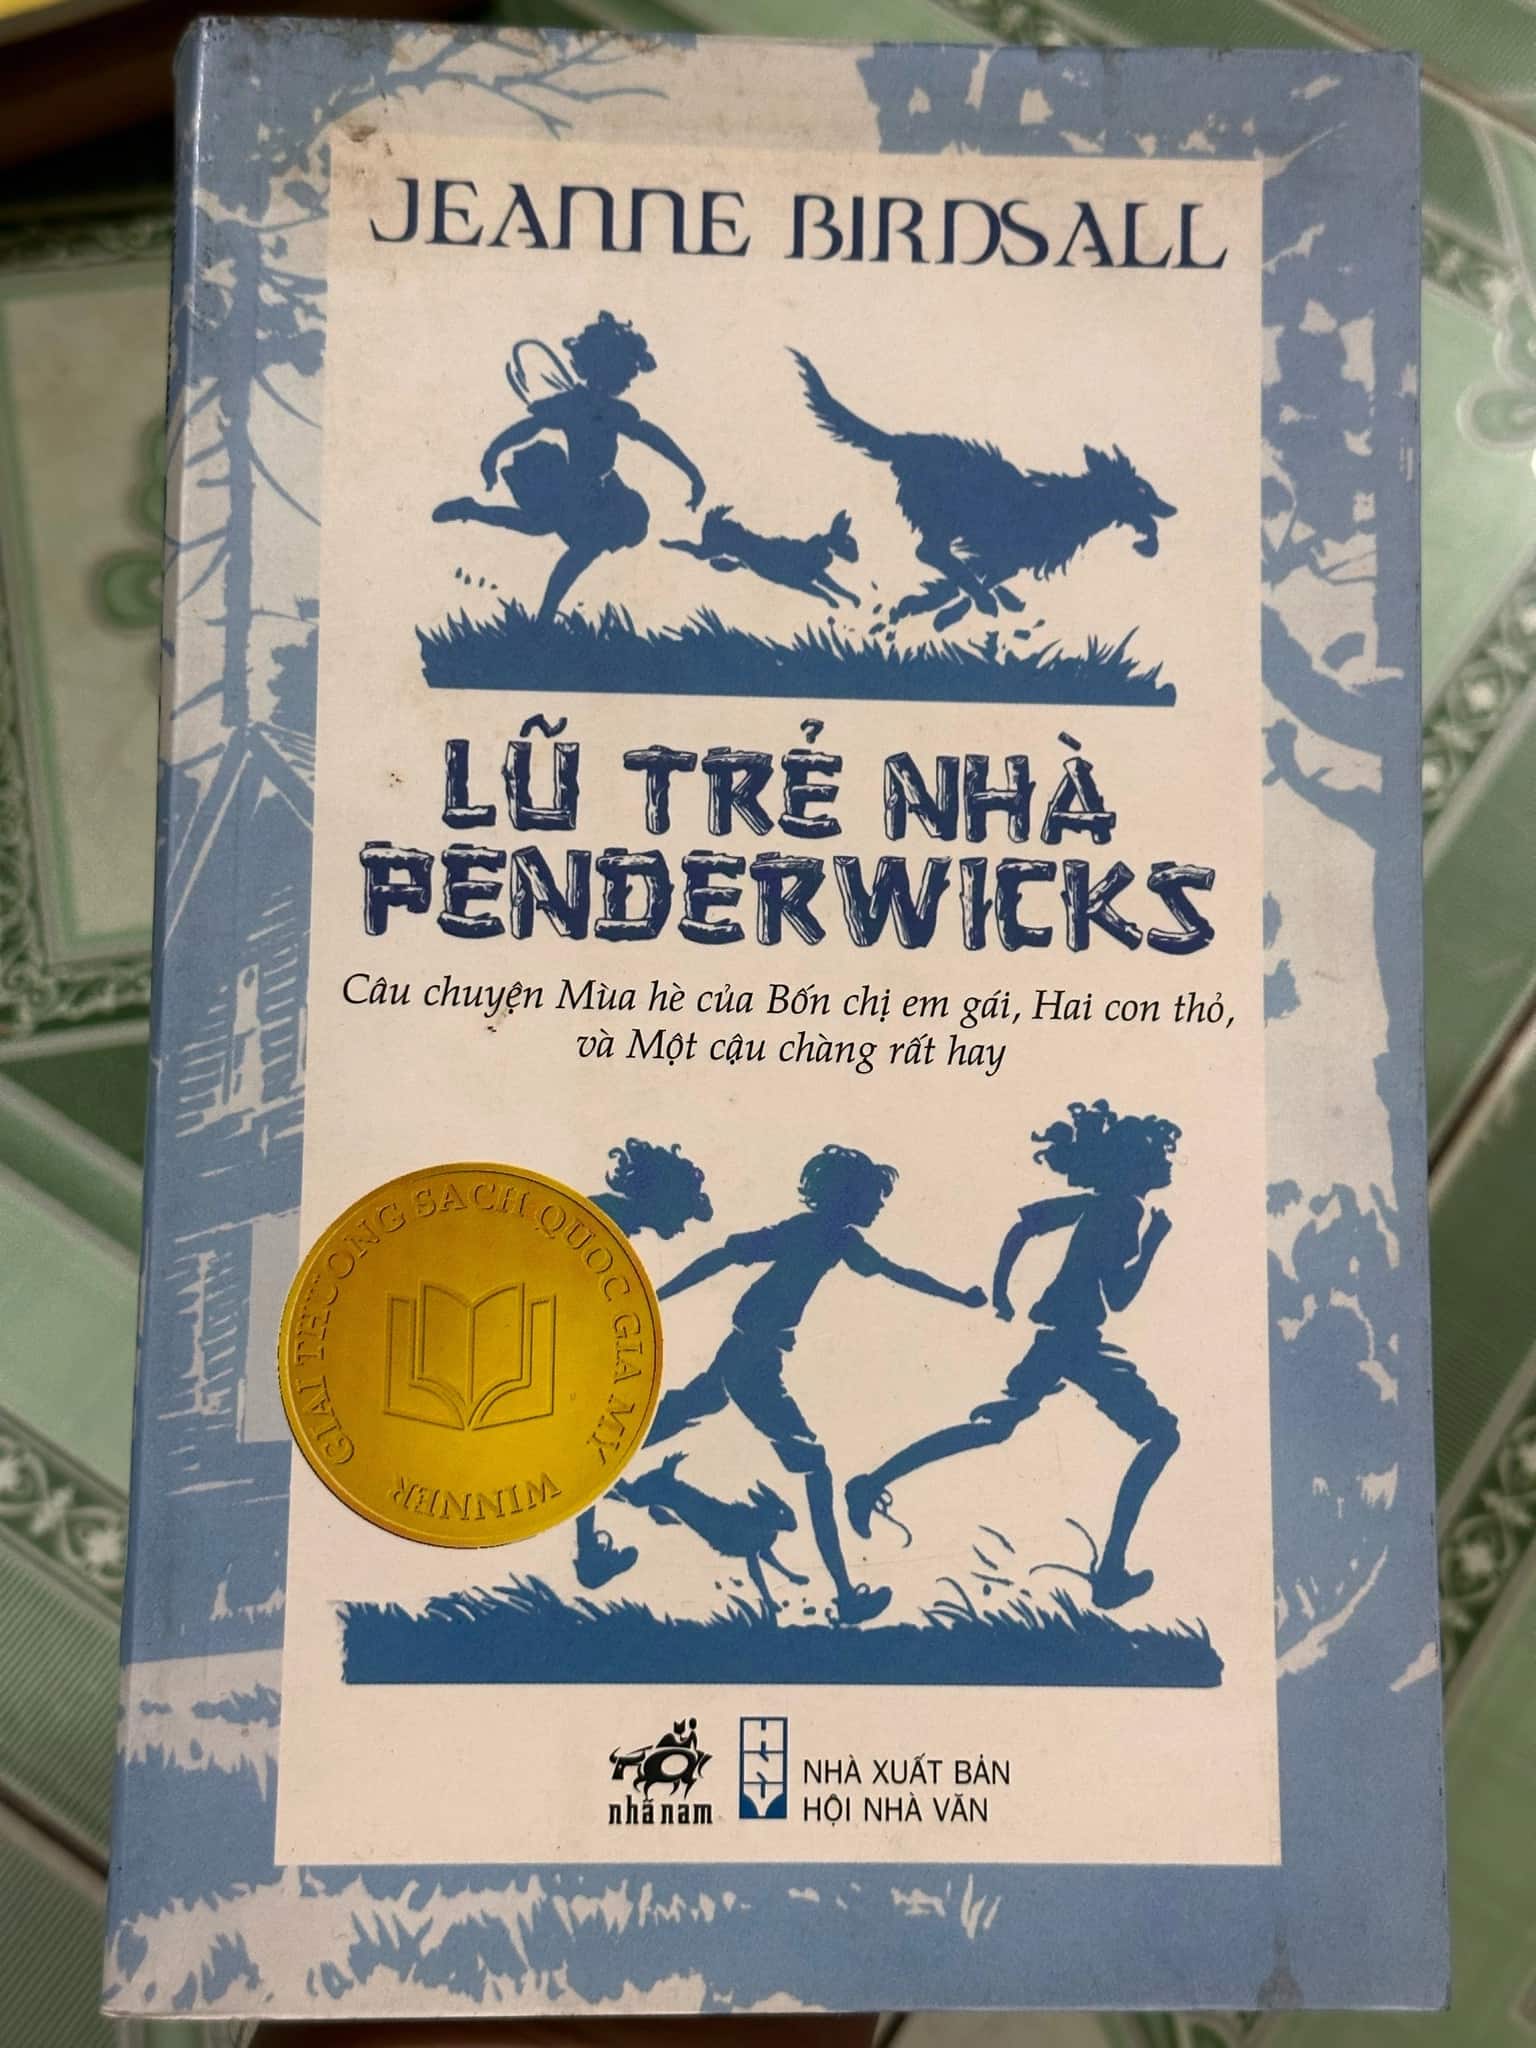 JEANNE BIRDSALL
LŨ TRẺ NHÀ
PENDERWICKS
Câu chuyện Mùa hè của Bốn chị em gái, Hai con thỏ,
và Một cậu chàng rất hay
GIẢI THƯỞNG SÁCH QUỐC GIA MỸ
WINNER
nhã nam
NHÀ XUẤT BẢN
HỘI NHÀ VĂN